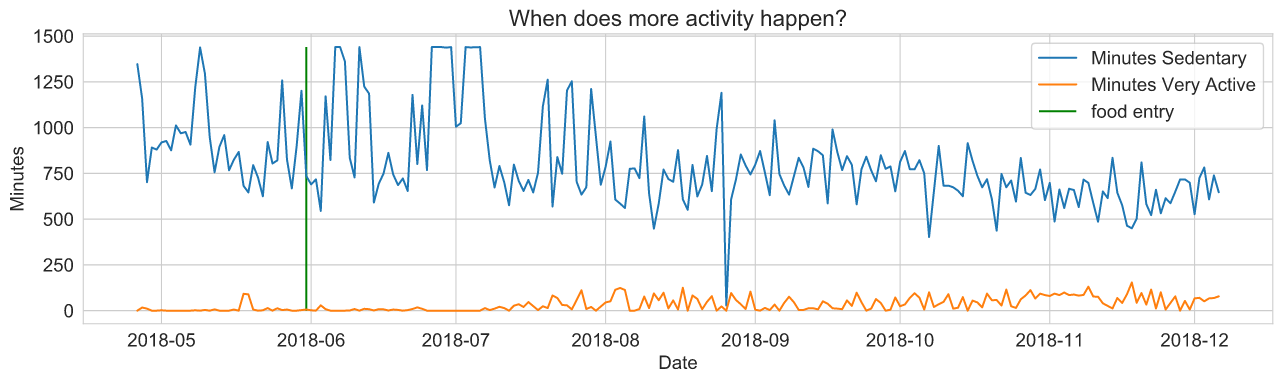 When does more activity happen?
Minutes Sedentary
Minutes Very Active
food entry
Minutes
1500
1250
1000
750
500
250
0
2018-05 2018-06 2018-07 2018-08 2018-09 2018-10 2018-11 2018-12
Date